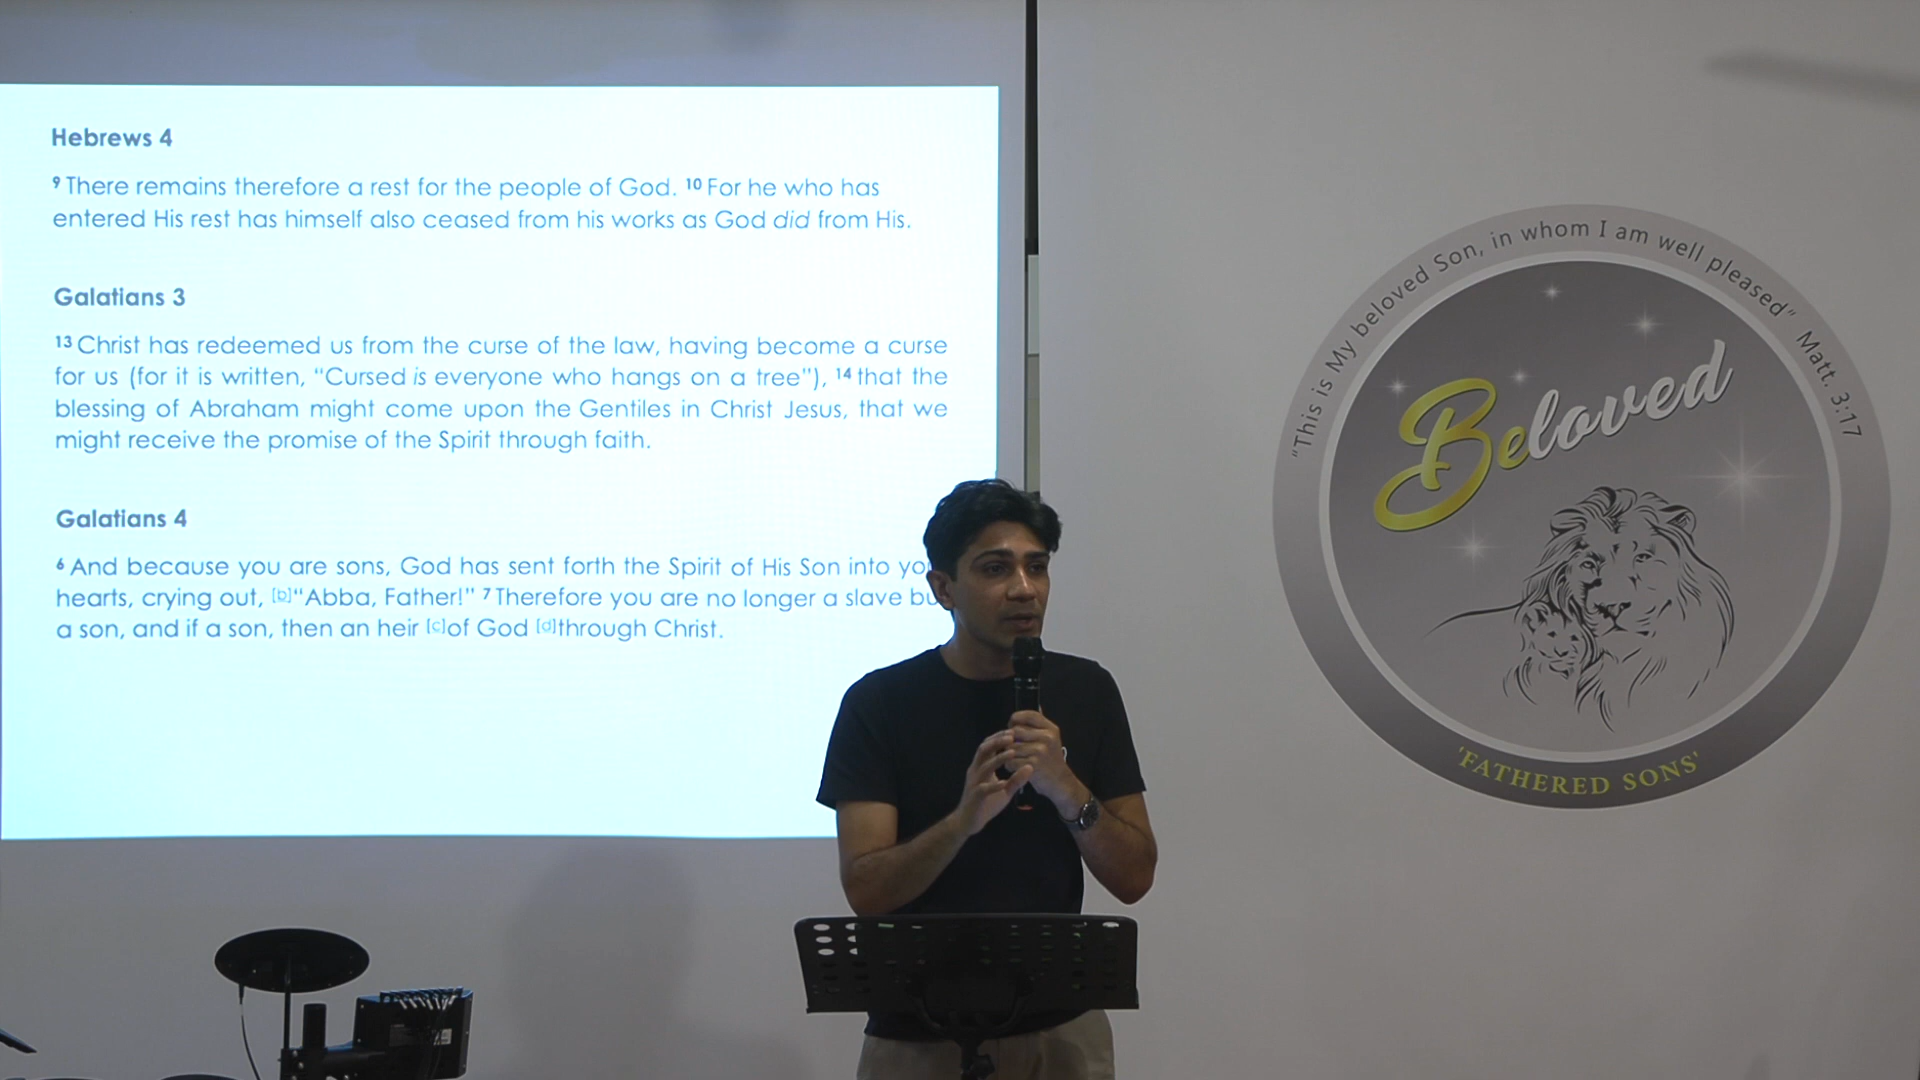 Hebrews 4
9 There remains therefore a rest for the people of God. 10 For he who has
entered His rest has himself also ceased from his works as God did from His.
Galatians 3
13 Christ has redeemed us from the curse of the law, having become a curse
for us (for it is written, “Cursed is everyone who hangs on a tree”), 14 that the
blessing of Abraham might come upon the Gentiles in Christ Jesus, that we
might receive the promise of the Spirit through faith.
Galatians 4
6 And because you are sons, God has sent forth the Spirit of His Son into
hearts, crying out, [b]“Abba, Father!” 7 Therefore you are no longer a slave
a son, and if a son, then an heir [c]of God [d]through Christ.
“This is My beloved Son, in whom I am well pleased” Matt. 3:17
Beloved
'FATHERED SONS'